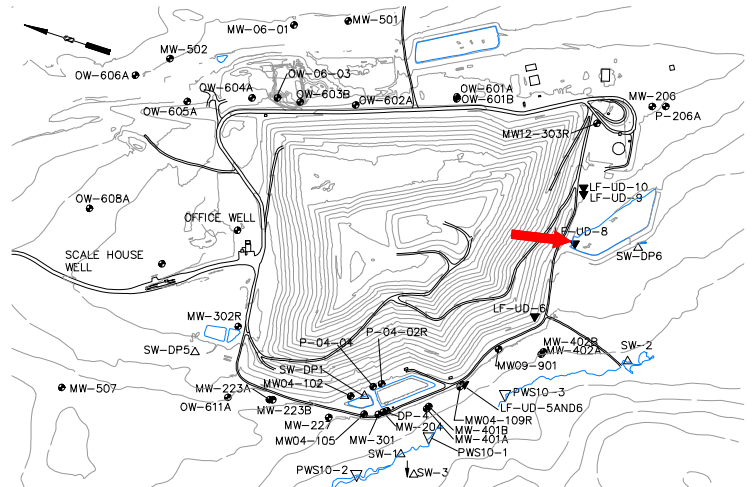 MW-06-01
MW-501
MW-502
OW-606A
OW-604A
OW-06-03
OW-603B
OW-601A
OW-601B
OW-602A
OW-605A
MW-206
P-206A
MW12-303R
LF-UD-10
LF-UD-9
OW-608A
OFFICE WELL
F-UD-8
SW-DP6
SCALE HOUSE
WELL
LF-UD-6
MW-302R
P-04-04
P-04-02R
MW-402B
MW-402A
SW-2
SW-DP5
SW-DP1
MW09-901
MW-507
MW-223A
MW04-102
PWS10-3
OW-611A
MW-223B
LF-UD-5AND6
MW04-109R
MW-227
DP-4
MW-204
MW-401B
MW-401A
MW04-105
MW-301
PWS10-1
SW-1
PWS10-2
SW-3